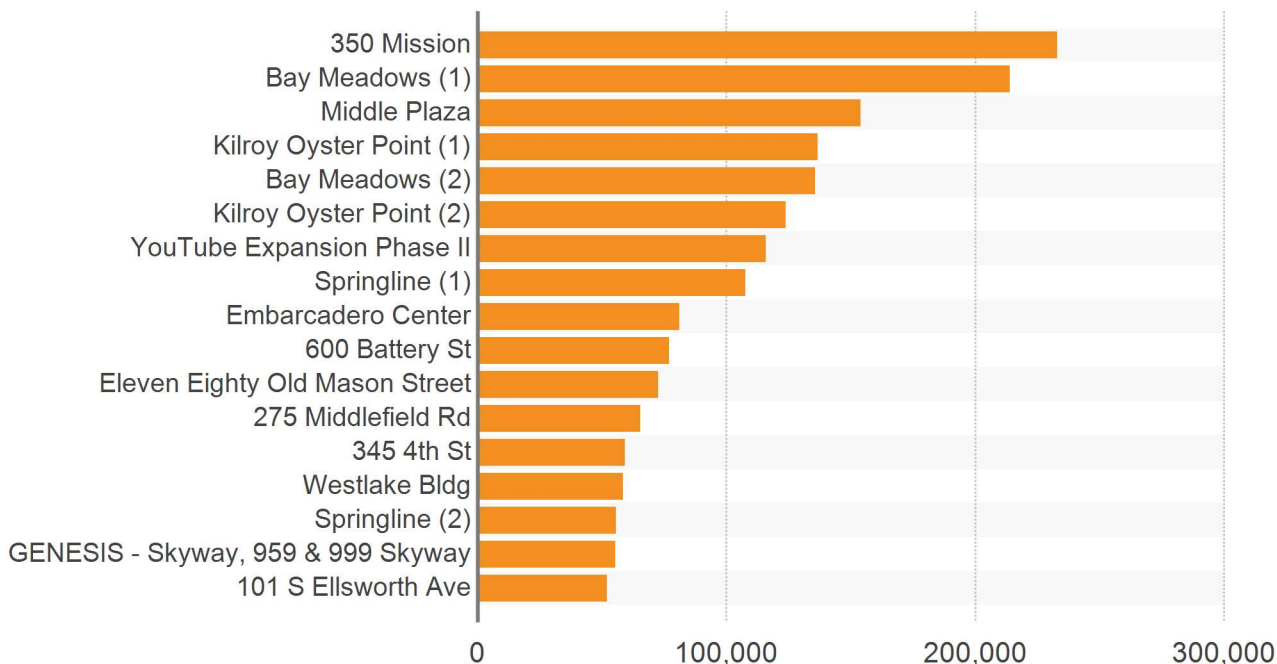 350 Mission
Bay Meadows (1)
Middle Plaza
Kilroy Oyster Point (1)
Bay Meadows (2)
Kilroy Oyster Point (2)
YouTube Expansion Phase II
Springline (1)
Embarcadero Center
600 Battery St
Eleven Eighty Old Mason Street
275 Middlefield Rd
345 4th St
Westlake Bldg
Springline (2)
GENESIS - Skyway, 959 & 999 Skyway
101 S Ellsworth Ave
0 100,000 200,000 300,000